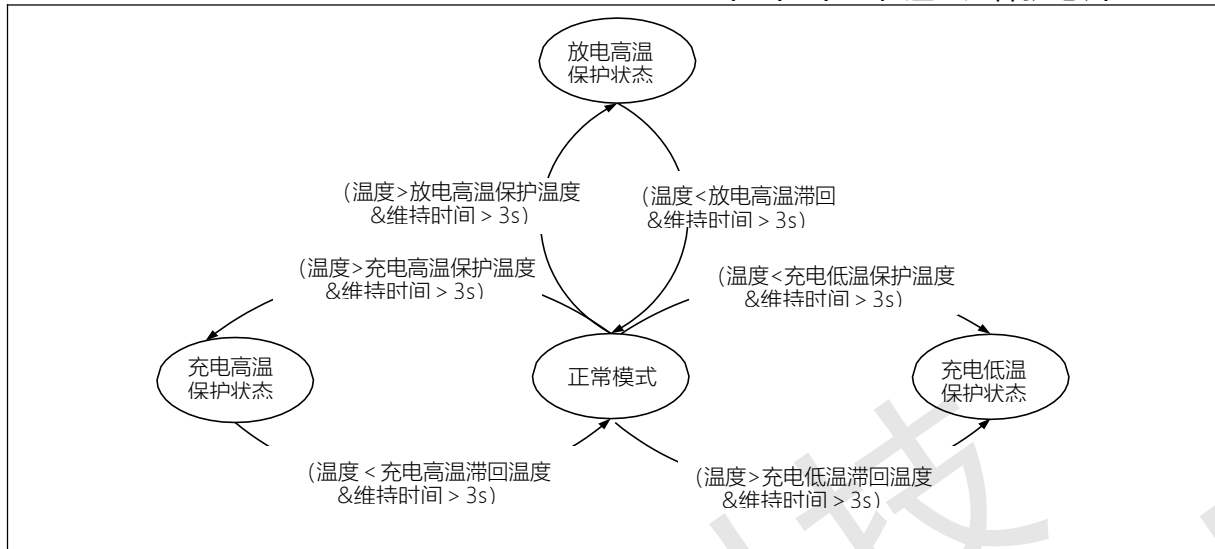 放电高温
保护状态
(温度>放电高温保护温度
&维持时间 > 3s)
(温度<放电高温滞回
&维持时间 > 3s)
(温度>充电高温保护温度
&维持时间 > 3s)
(温度<充电低温保护温度
&维持时间 > 3s)
充电高温
保护状态
正常模式
充电低温
保护状态
(温度 < 充电高温滞回温度
&维持时间 > 3s)
(温度>充电低温滞回温度
&维持时间 > 3s)
技